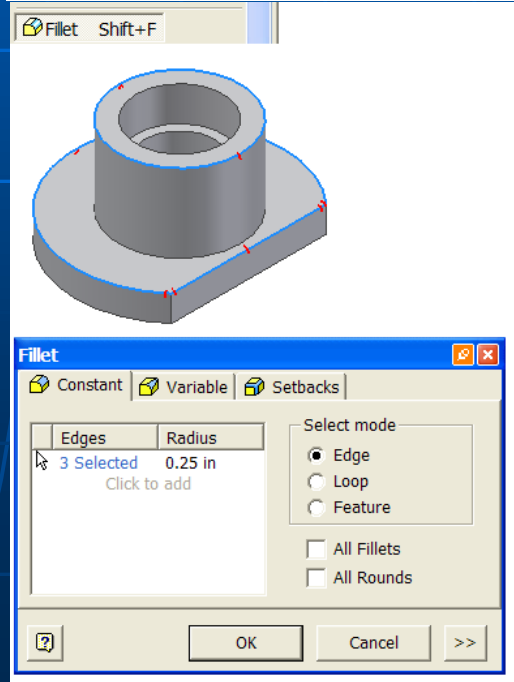 Fillet Shift+F
Fillet
Constant Variable Setbacks
Edges Radius
3 Selected 0.25 in
Click to add
Select mode
Edge
Loop
Feature
All Fillets
All Rounds
? OK Cancel >>